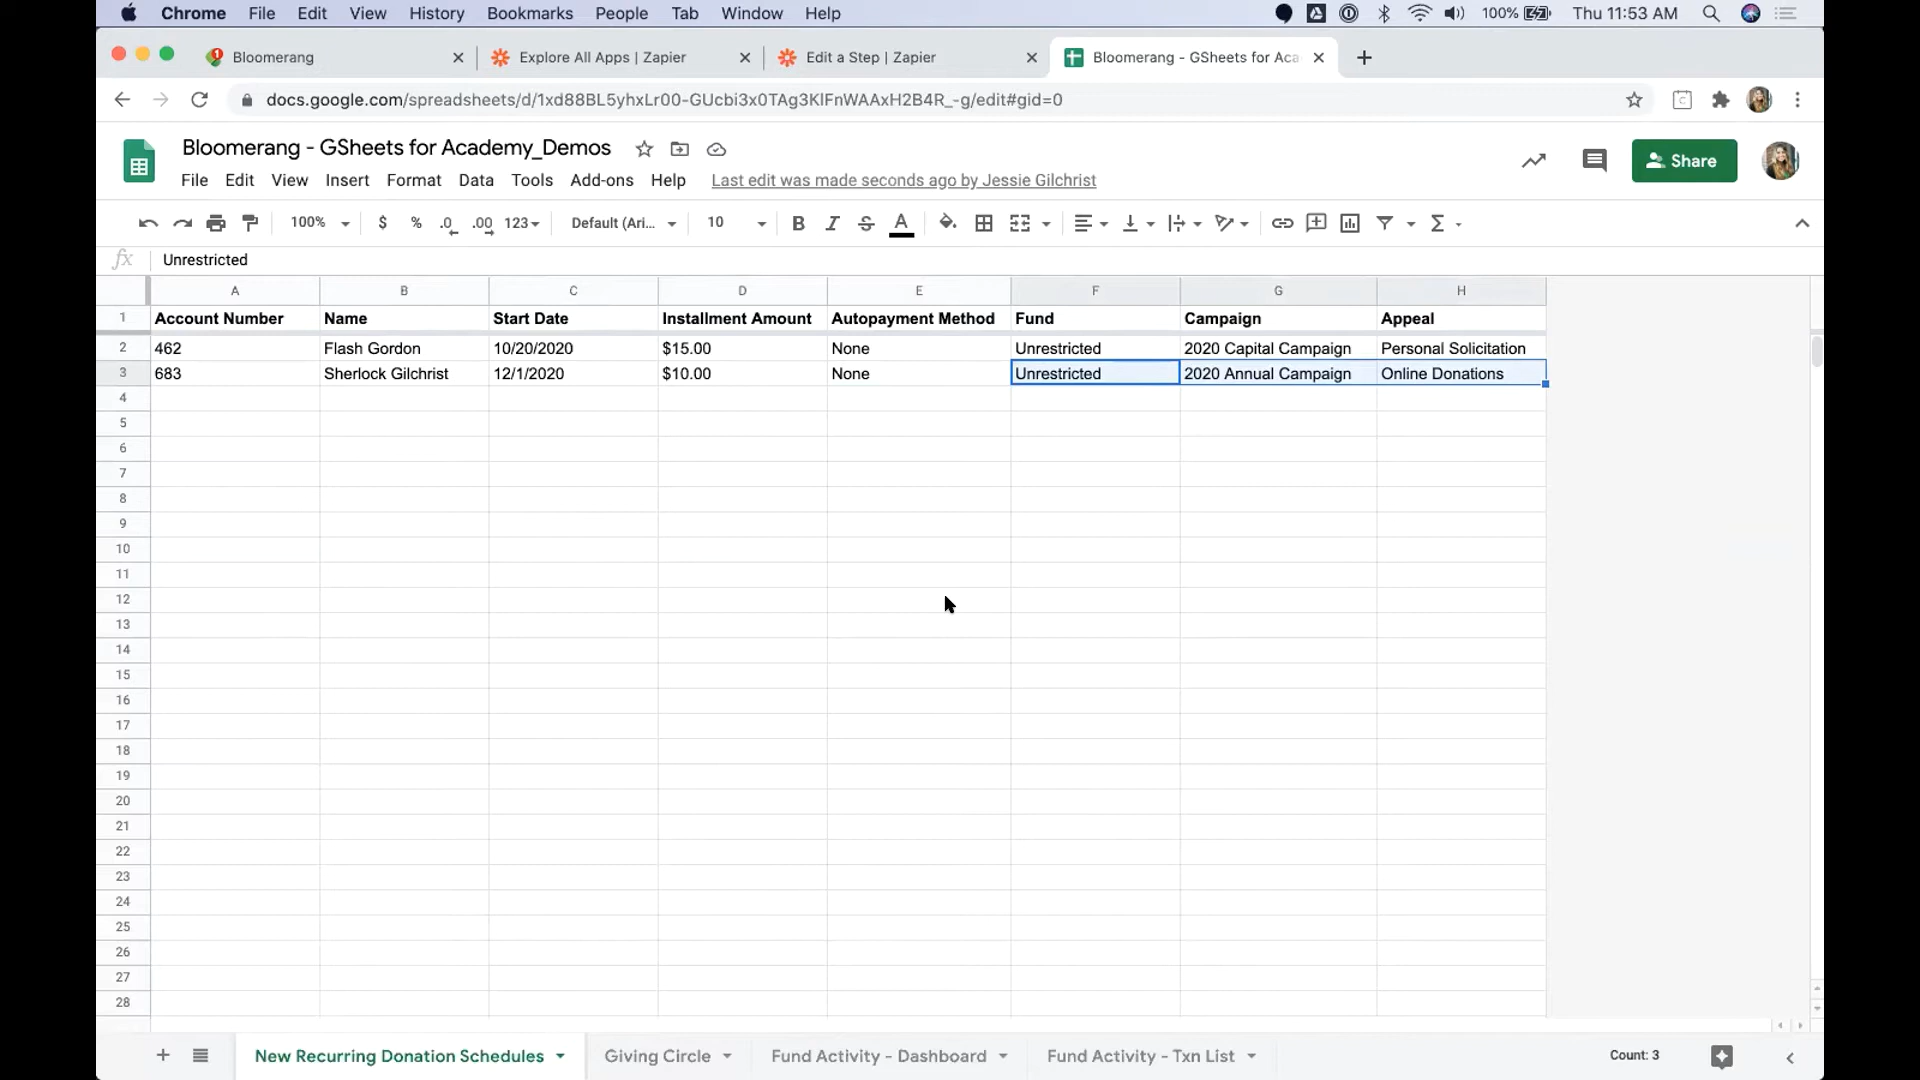 Chrome File Edit View History Bookmarks People Tab Window Help 100% Thu 11:53 AM
1 Bloomerang Explore All Apps | Zapier Edit a Step | Zapier Bloomerang - GSheets for Aca
docs.google.com/spreadsheets/d/1xd88BL5yhxLr00-GUcbi3x0TAg3KlFnWAAxH2B4R_-g/edit#gid=0
Bloomerang - GSheets for Academy_Demos
Share
File Edit View Insert Format Data Tools Add-ons Help Last edit was made seconds ago by Jessie Gilchrist
100% $ % .0 .00 123 Default (Ari... 10 B I S A Σ
fx Unrestricted
A B C D E F G H
1 Account Number Name Start Date Installment Amount Autopayment Method Fund Campaign Appeal
2 462 Flash Gordon 10/20/2020 $15.00 None Unrestricted 2020 Capital Campaign Personal Solicitation
3 683 Sherlock Gilchrist 12/1/2020 $10.00 None Unrestricted 2020 Annual Campaign Online Donations
4
5
6
7
8
9
10
11
12
13
14
15
16
17
18
19
20
21
22
23
24
25
26
27
28
New Recurring Donation Schedules Giving Circle Fund Activity - Dashboard Fund Activity - Txn List Count: 3